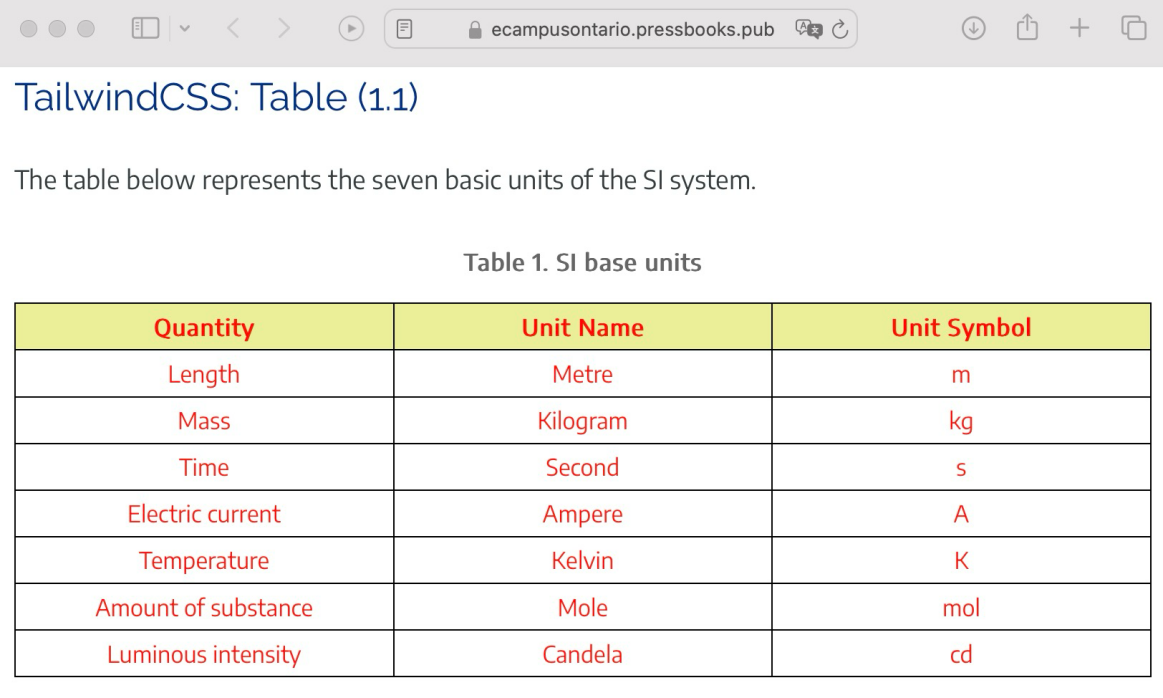 ecampusontario.pressbooks.pub
TailwindCSS: Table (1.1)
The table below represents the seven basic units of the SI system.
Table 1. SI base units
Quantity Unit Name Unit Symbol
Length Metre m
Mass Kilogram kg
Time Second s
Electric current Ampere A
Temperature Kelvin K
Amount of substance Mole mol
Luminous intensity Candela cd